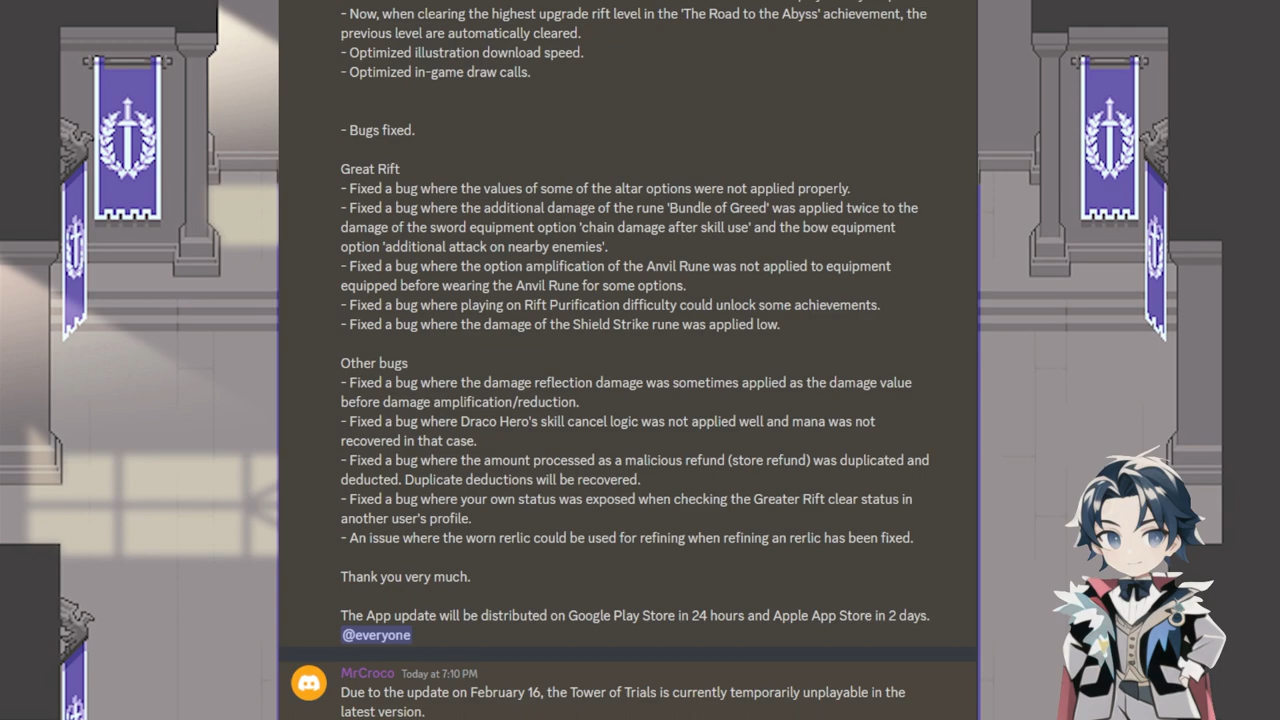 - Now, when clearing the highest upgrade rift level in the 'The Road to the Abyss' achievement, the
previous level are automatically cleared.
- Optimized illustration download speed.
- Optimized in-game draw calls.
- Bugs fixed.
Great Rift
- Fixed a bug where the values of some of the altar options were not applied properly.
- Fixed a bug where the additional damage of the rune 'Bundle of Greed' was applied twice to the
damage of the sword equipment option 'chain damage after skill use' and the bow equipment
option 'additional attack on nearby enemies'.
- Fixed a bug where the option amplification of the Anvil Rune was not applied to equipment
equipped before wearing the Anvil Rune for some options.
- Fixed a bug where playing on Rift Purification difficulty could unlock some achievements.
- Fixed a bug where the damage of the Shield Strike rune was applied low.
Other bugs
- Fixed a bug where the damage reflection damage was sometimes applied as the damage value
before damage amplification/reduction.
- Fixed a bug where Draco Hero's skill cancel logic was not applied well and mana was not
recovered in that case.
- Fixed a bug where the amount processed as a malicious refund (store refund) was duplicated and
deducted. Duplicate deductions will be recovered.
- Fixed a bug where your own status was exposed when checking the Greater Rift clear status in
another user's profile.
- An issue where the worn rerlic could be used for refining when refining an rerlic has been fixed.
Thank you very much.
The App update will be distributed on Google Play Store in 24 hours and Apple App Store in 2 days.
@everyone
MrCroco Today at 7:10 PM
Due to the update on February 16, the Tower of Trials is currently temporarily unplayable in the
latest version.